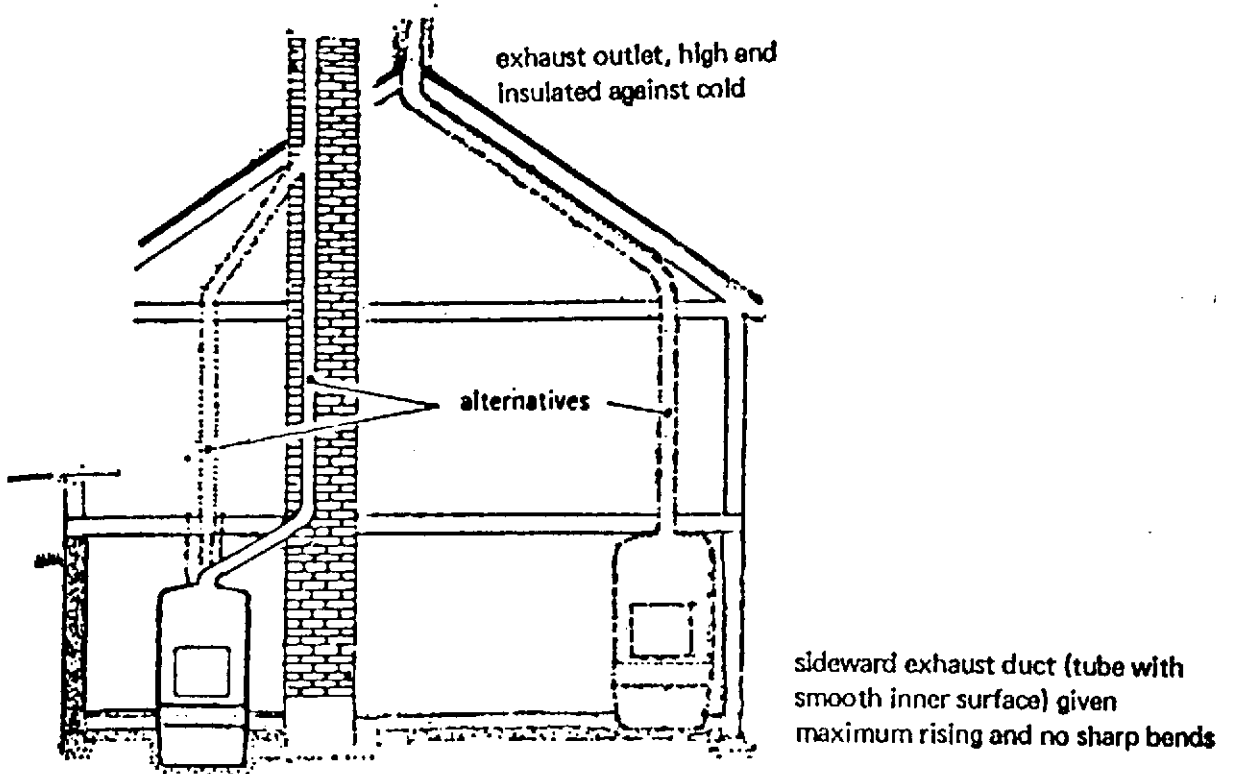 exhaust outlet, high and
insulated against cold
alternatives
sideward exhaust duct (tube with
smooth inner surface) given
maximum rising and no sharp bends